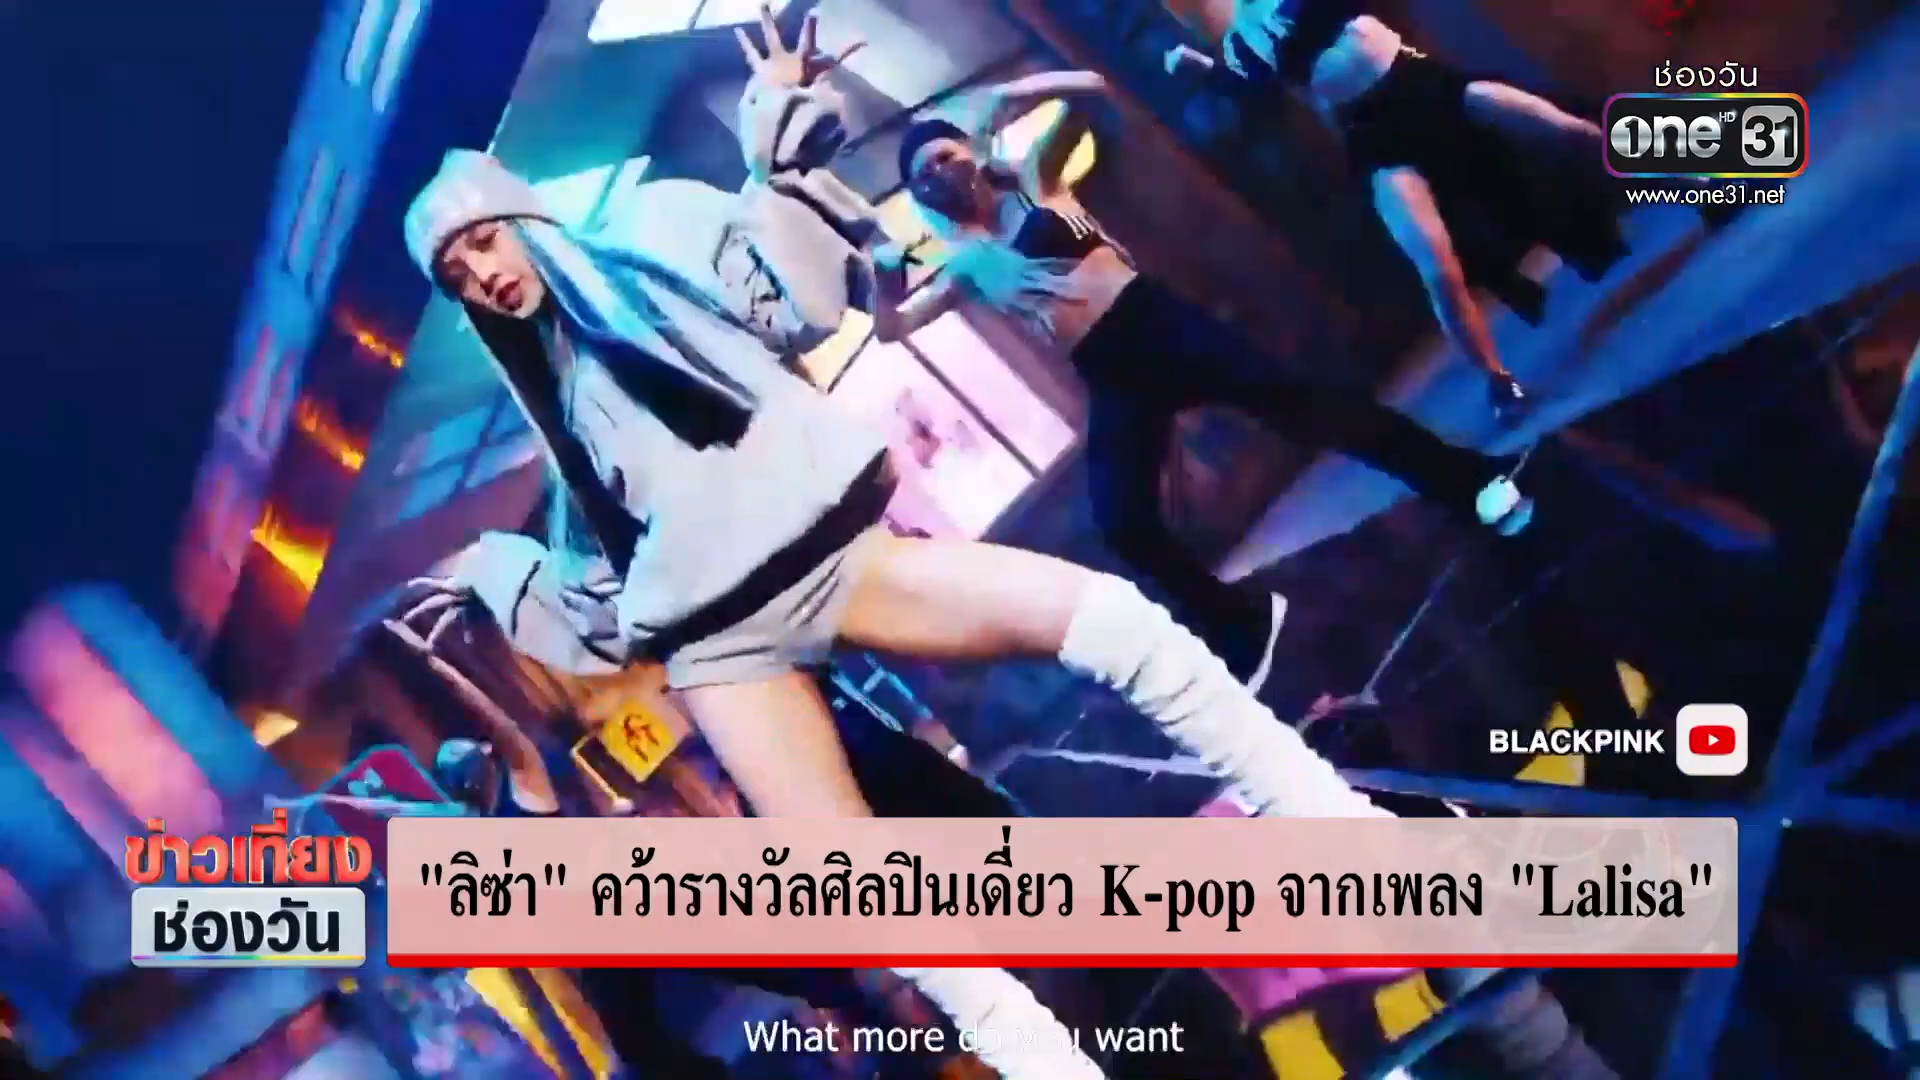 ช่องวัน
one HD 31
www.one31.net
BLACKPINK
ข่าวเที่ยง
ช่องวัน
"ลิซ่า" คว้ารางวัลศิลปินเดี่ยว K-pop จากเพลง "Lalisa"
What more do you want